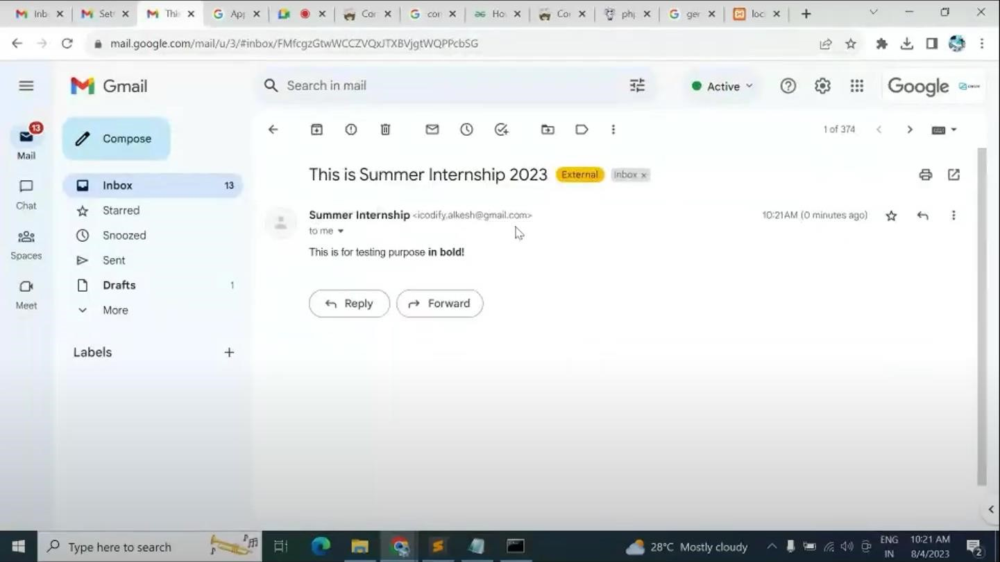 Inb
Set
Thi
App
Cor
cor
Ho
Cor
php
ger
loc
mail.google.com/mail/u/3/#inbox/FMfcgzGtwWCCZVQxJTXBVjgtWQPPcbSG
Gmail
Search in mail
Active
Google
13
Mail
Compose
1 of 374
Inbox 13
This is Summer Internship 2023 External Inbox x
Chat
Starred
Summer Internship <icodify.alkesh@gmail.com> 10:21AM (0 minutes ago)
to me
Snoozed
Spaces
This is for testing purpose in bold!
Sent
Drafts 1
Meet
Reply Forward
More
Labels +
Type here to search
28°C Mostly cloudy
ENG
IN
10:21 AM
8/4/2023
2